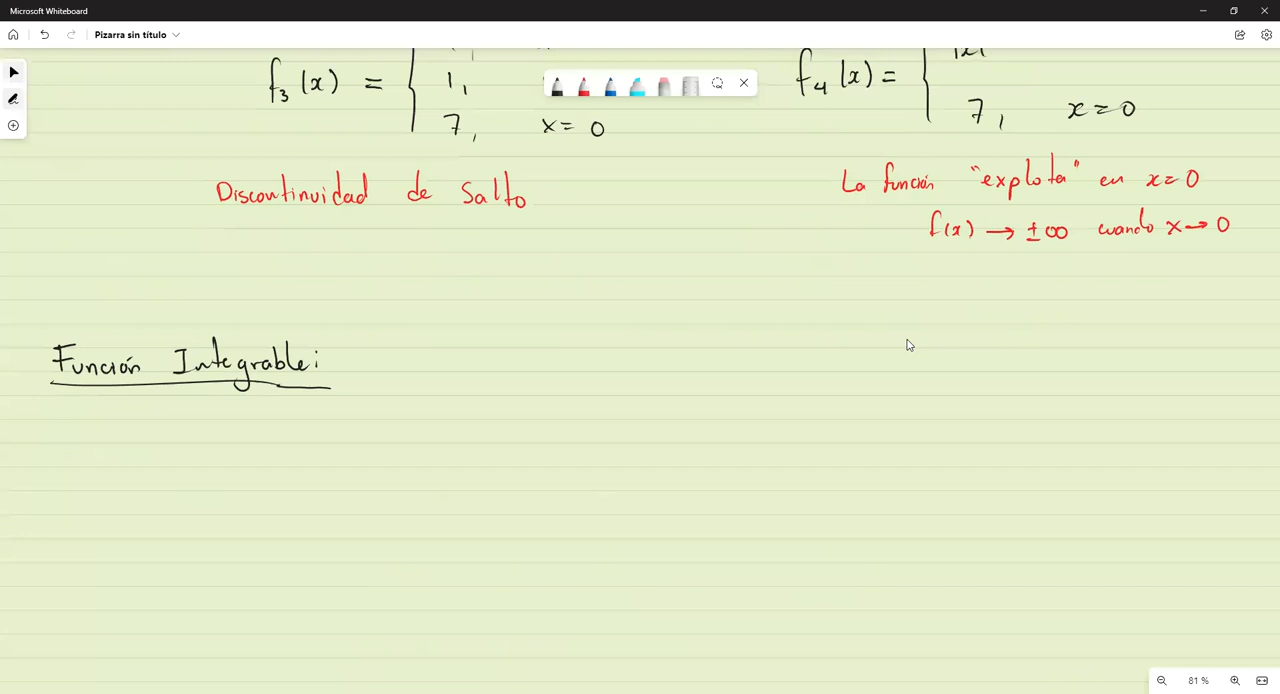 Microsoft Whiteboard
Pizarra sin título
f₃(x) = { 1,
7, x = 0
f₄(x) = { |x|
7, x = 0
Discontinuidad de Salto
La función "explota" en x = 0
f(x) → ± ∞ cuando x → 0
Función Integrable:
81 %